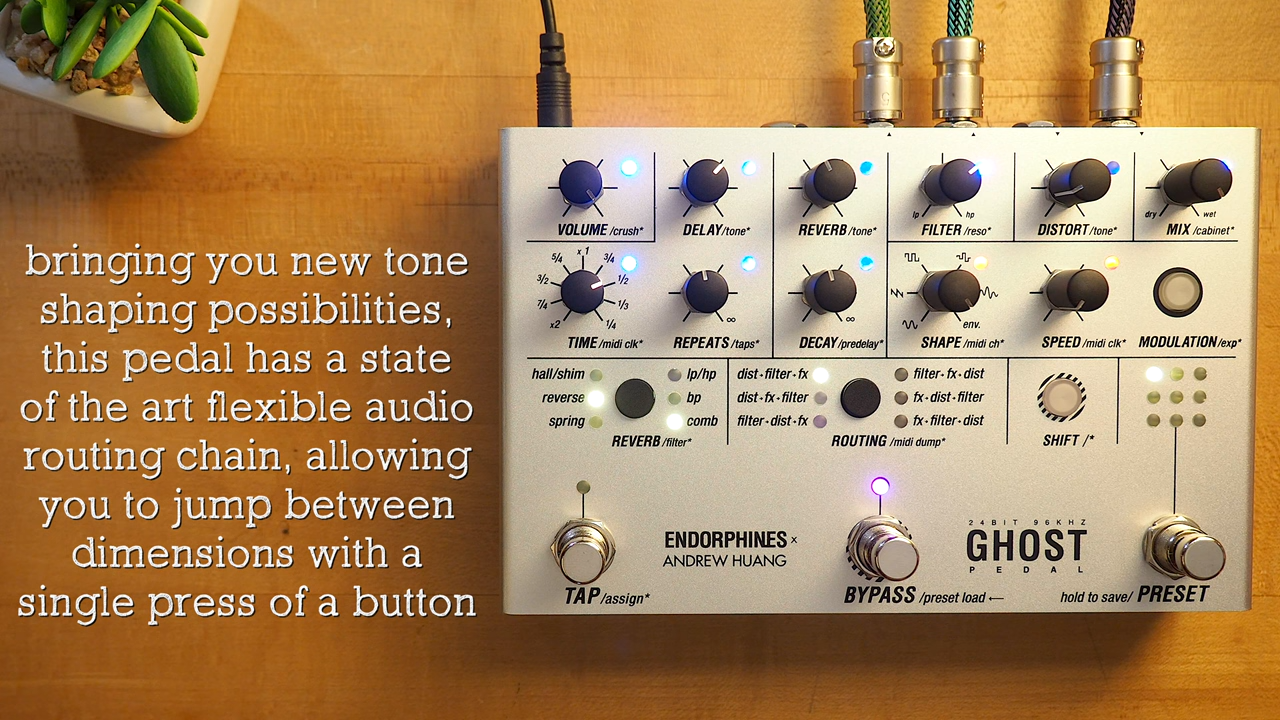 bringing you new tone
shaping possibilities,
this pedal has a state
of the art flexible audio
routing chain, allowing
you to jump between
dimensions with a
single press of a button
VOLUME /crush*
DELAY /tone*
REVERB /tone*
lp hp
FILTER /reso*
DISTORT /tone*
dry wet
MIX /cabinet*
x1
5/4 3/4
3/2 1/2
7/4 1/3
x2 1/4
TIME /midi clk*
∞
REPEATS /taps*
∞
DECAY /predelay*
env.
SHAPE /midi ch*
SPEED /midi clk*
MODULATION /exp*
hall/shim lp/hp
reverse bp
spring comb
REVERB /filter*
dist・filter・fx filter・fx・dist
dist・fx・filter fx・dist・filter
filter・dist・fx fx・filter・dist
ROUTING /midi dump*
SHIFT /*
ENDORPHINES x
ANDREW HUANG
24BIT 96KHZ
GHOST
PEDAL
TAP /assign*
BYPASS /preset load ←
hold to save/ PRESET